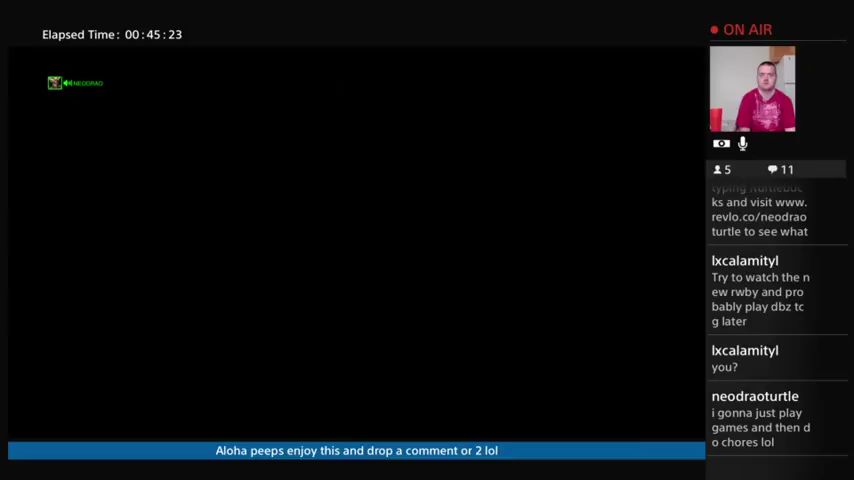 Elapsed Time: 00:45:23
ON AIR
NEODRAO
5
11
ks and visit www.
revlo.co/neodrao
turtle to see what
lxcalamityl
Try to watch the n
ew rwby and pro
bably play dbz tc
g later
lxcalamityl
you?
neodraoturtle
i gonna just play
games and then d
o chores lol
Aloha peeps enjoy this and drop a comment or 2 lol